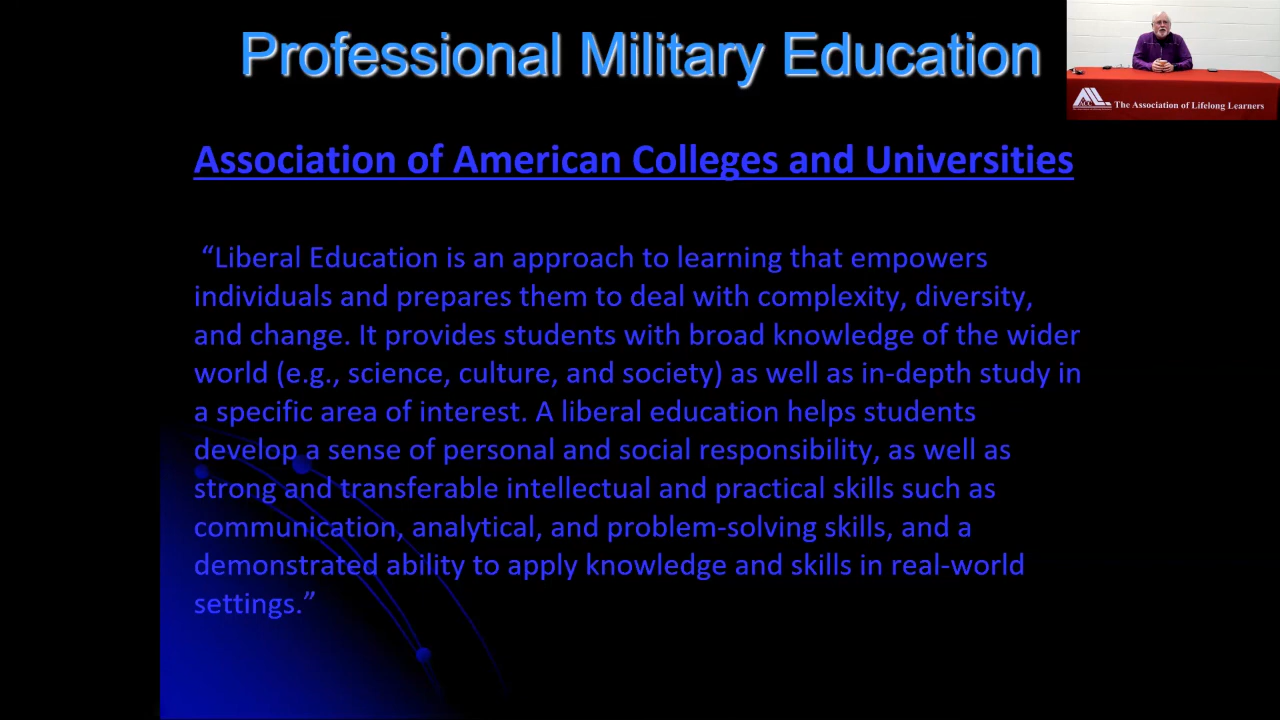 Professional Military Education
The Association of Lifelong Learners
Association of American Colleges and Universities
“Liberal Education is an approach to learning that empowers
individuals and prepares them to deal with complexity, diversity,
and change. It provides students with broad knowledge of the wider
world (e.g., science, culture, and society) as well as in-depth study in
a specific area of interest. A liberal education helps students
develop a sense of personal and social responsibility, as well as
strong and transferable intellectual and practical skills such as
communication, analytical, and problem-solving skills, and a
demonstrated ability to apply knowledge and skills in real-world
settings.”